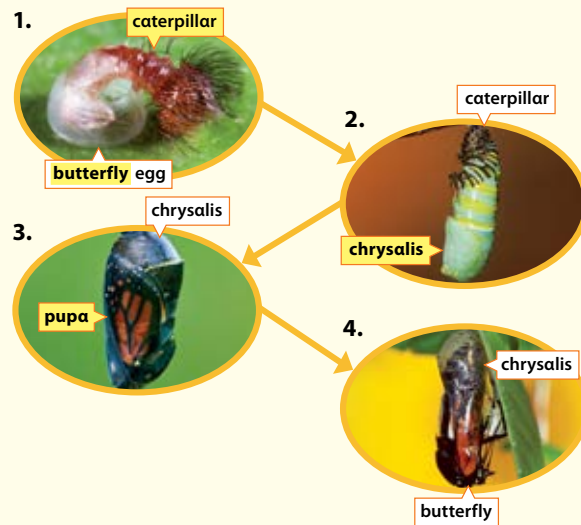 1.
caterpillar
butterfly egg
2.
caterpillar
chrysalis
3.
chrysalis
pupa
4.
chrysalis
butterfly